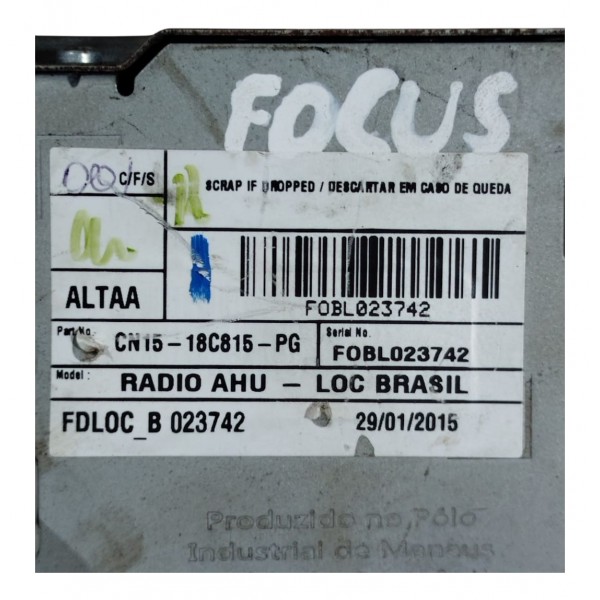 FOCUS
C/F/S
SCRAP IF DROPPED / DESCARTAR EM CASO DE QUEDA
ALTAA
FOBL023742
Part No. CN15-18C815-PG
Serial No. FOBL023742
Model: RADIO AHU - LOC BRASIL
FDLOC_B 023742 29/01/2015
Produzido no Pólo
Industrial de Manaus